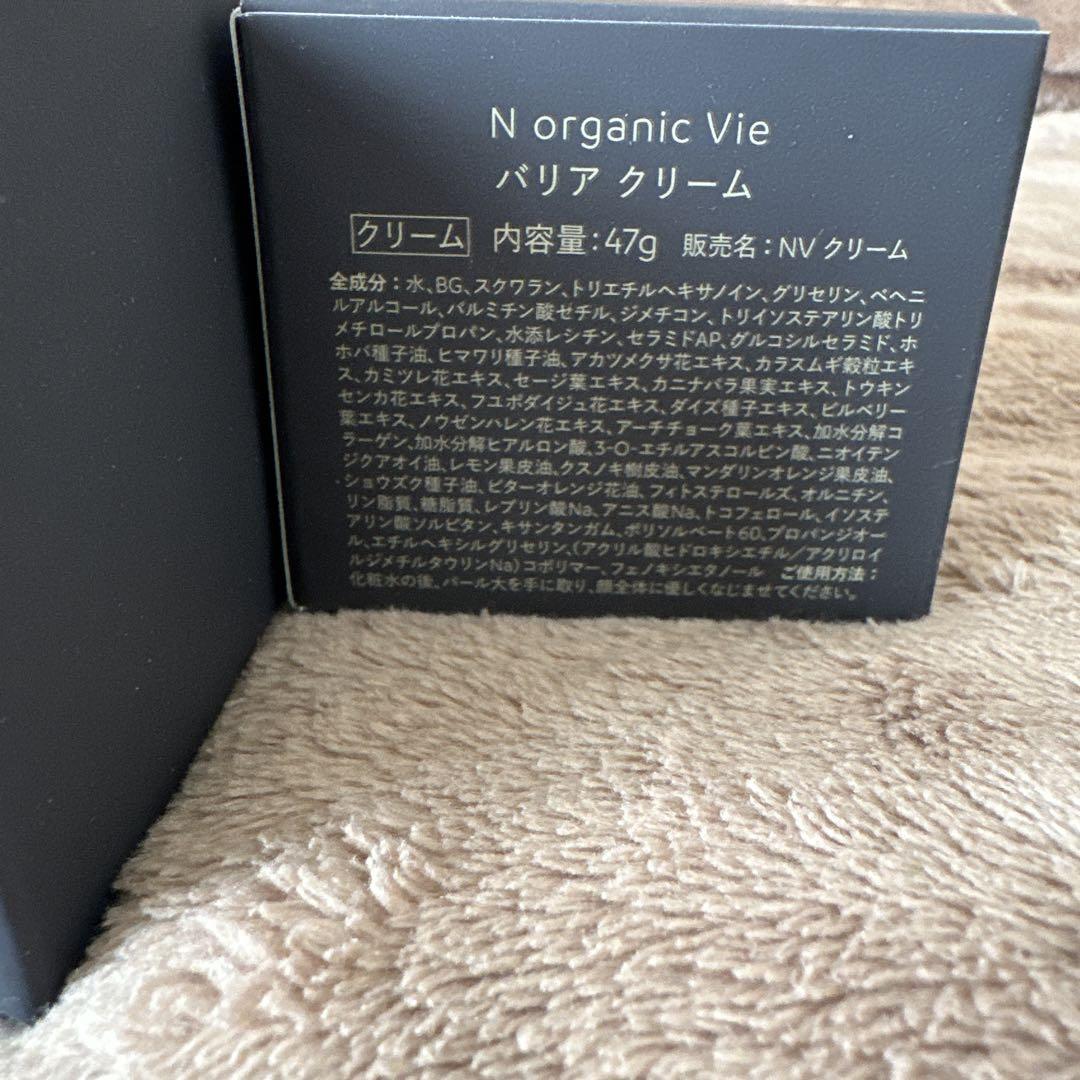 N organic Vie
バリア クリーム
クリーム 内容量:47g 販売名:NV クリーム
全成分:水、BG、スクワラン、トリエチルヘキサノイン、グリセリン、ベヘニ
ルアルコール、パルミチン酸セチル、ジメチコン、トリイソステアリン酸トリ
メチロールプロパン、水添レシチン、セラミドAP、グルコシルセラミド、ホ
ホバ種子油、ヒマワリ種子油、アカツメクサ花エキス、カラスムギ穀粒エキ
ス、カミツレ花エキス、セージ葉エキス、カニナバラ果実エキス、トウキン
センカ花エキス、フユボダイジュ花エキス、ダイズ種子エキス、ビルベリー
葉エキス、ノウゼンハレン花エキス、アーチチョーク葉エキス、加水分解コ
ラーゲン、加水分解ヒアルロン酸、3-O-エチルアスコルビン酸、ニオイテン
ジクアオイ油、レモン果皮油、クスノキ樹皮油、マンダリンオレンジ果皮油、
ショウズク種子油、ビターオレンジ花油、フィトステロールズ、オルニチン、
リン脂質、糖脂質、レブリン酸Na、アニス酸Na、トコフェロール、イソステ
アリン酸ソルビタン、キサンタンガム、ポリソルベート60、プロパンジオー
ル、エチルヘキシルグリセリン、(アクリル酸ヒドロキシエチル/アクリロイ
ルジメチルタウリンNa)コポリマー、フェノキシエタノール ご使用方法:
化粧水の後、パール大を手に取り、顔全体に優しくなじませてください。